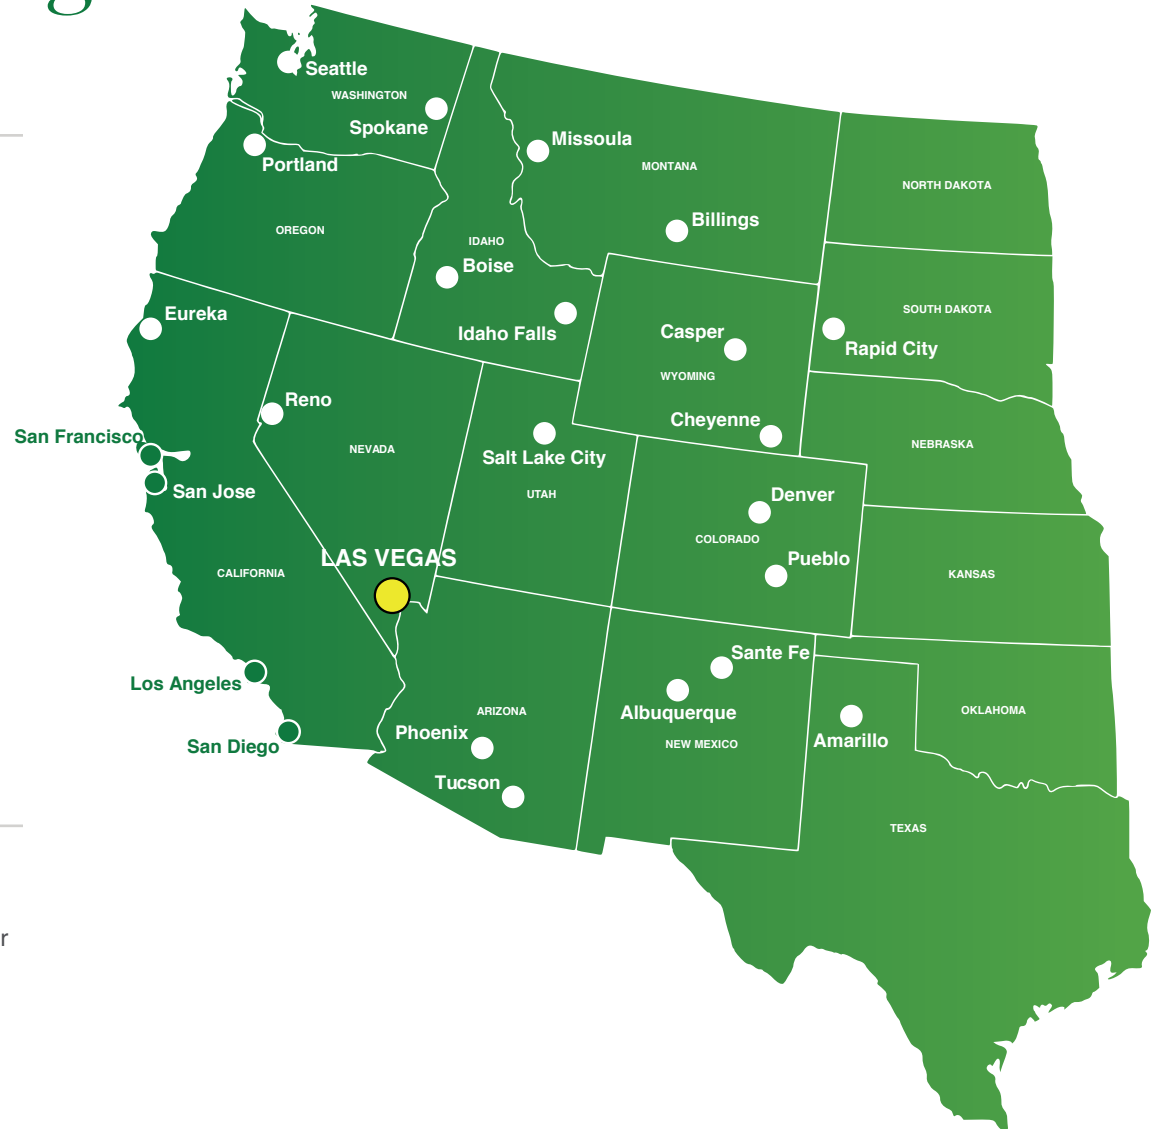 g
Seattle
WASHINGTON
Spokane
Missoula
Portland
MONTANA
NORTH DAKOTA
Billings
OREGON
IDAHO
Boise
Eureka
Idaho Falls
Casper
SOUTH DAKOTA
Rapid City
WYOMING
Reno
Cheyenne
San Francisco
NEVADA
Salt Lake City
NEBRASKA
San Jose
UTAH
Denver
COLORADO
LAS VEGAS
Pueblo
CALIFORNIA
KANSAS
Sante Fe
Los Angeles
ARIZONA
Albuquerque
OKLAHOMA
Phoenix
NEW MEXICO
Amarillo
San Diego
Tucson
TEXAS
r